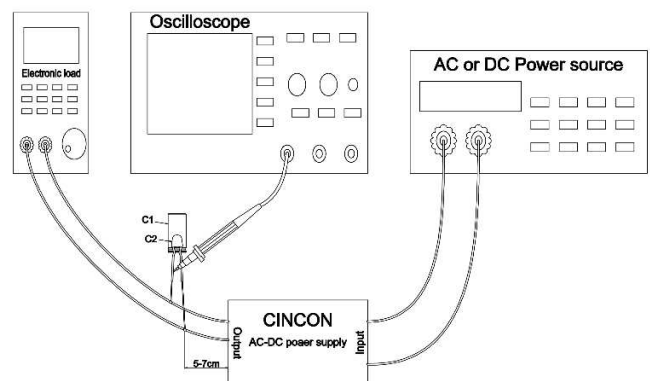 Oscilloscope
Electronic load
AC or DC Power source
C1
C2
CINCON
AC-DC poaer supply
Output
Input
5-7cm